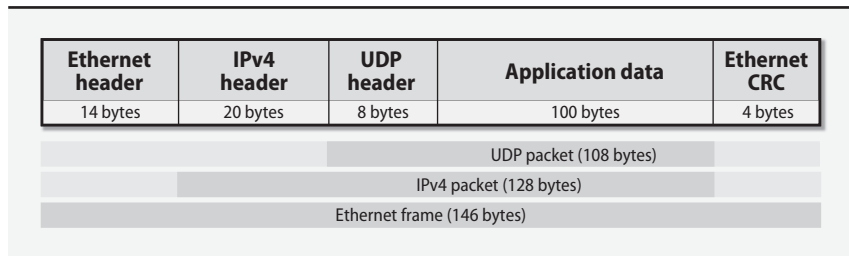 Ethernet header
IPv4 header
UDP header
Application data
Ethernet CRC
14 bytes
20 bytes
8 bytes
100 bytes
4 bytes
UDP packet (108 bytes)
IPv4 packet (128 bytes)
Ethernet frame (146 bytes)